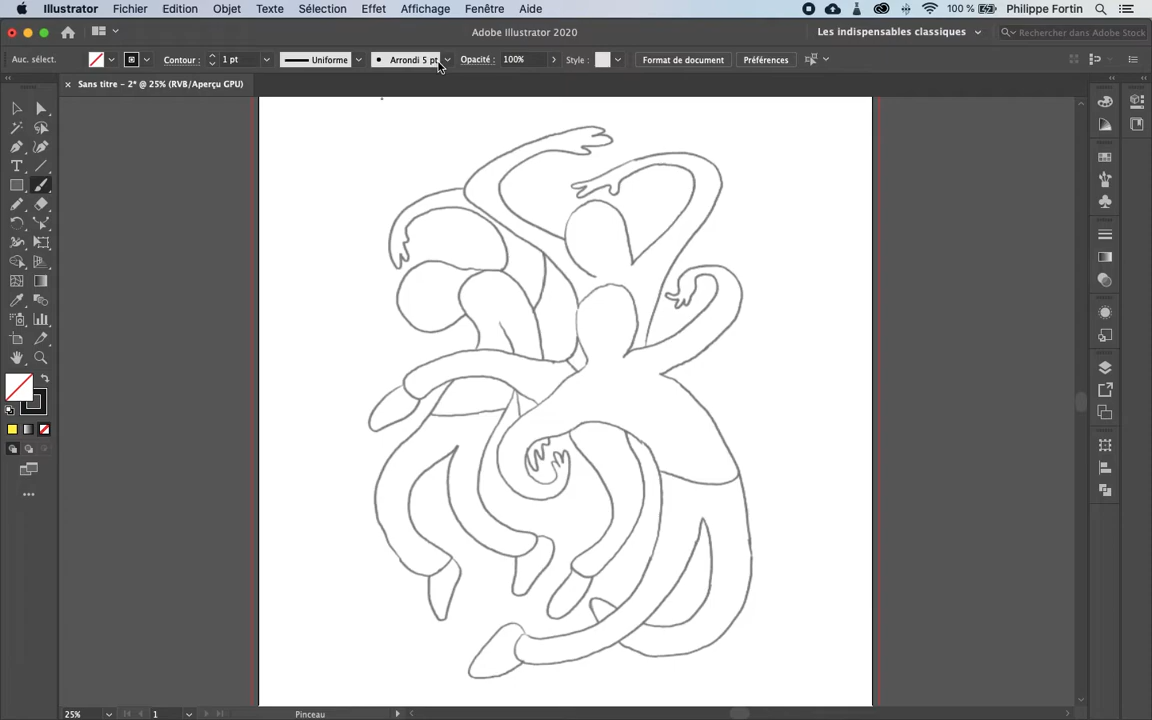 Illustrator Fichier Edition Objet Texte Sélection Effet Affichage Fenêtre Aide 100 % Philippe Fortin
Adobe Illustrator 2020 Les indispensables classiques Rechercher dans Adobe Stock
Auc. sélect. Contour : 1 pt Uniforme Arrondi 5 pt Opacité : 100% Style : Format de document Préférences
× Sans titre – 2* @ 25% (RVB/Aperçu GPU)
25% 1 Pinceau